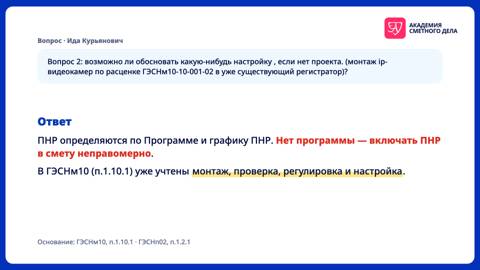 АКАДЕМИЯ
СМЕТНОГО ДЕЛА
Вопрос · Ида Курьянович
Вопрос 2: возможно ли обосновать какую-нибудь настройку , если нет проекта. (монтаж ip-
видеокамер по расценке ГЭСНм10-10-001-02 в уже существующий регистратор)?
Ответ
ПНР определяются по Программе и графику ПНР. Нет программы — включать ПНР
в смету неправомерно.
В ГЭСНм10 (п.1.10.1) уже учтены монтаж, проверка, регулировка и настройка.
Основание: ГЭСНм10, п.1.10.1 · ГЭСНп02, п.1.2.1